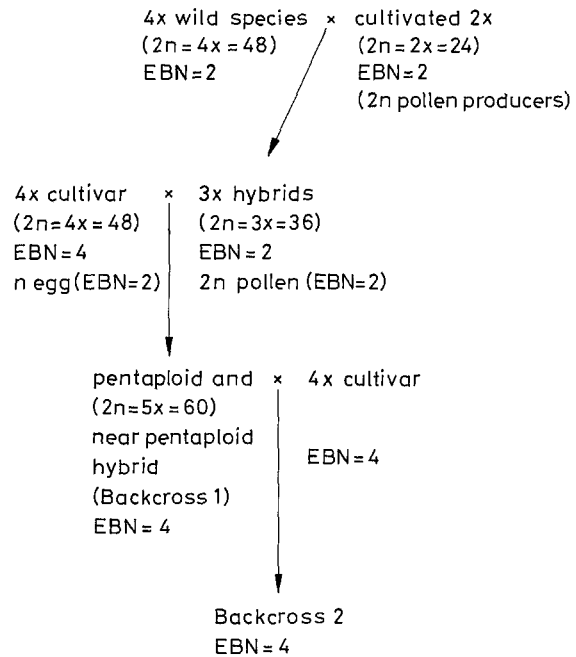 4x wild species × cultivated 2x
(2n=4x=48) (2n=2x=24)
EBN=2 EBN=2
(2n pollen producers)
4x cultivar × 3x hybrids
(2n=4x=48) (2n=3x=36)
EBN=4 EBN=2
n egg(EBN=2) 2n pollen (EBN=2)
pentaploid and × 4x cultivar
(2n=5x=60)
near pentaploid
hybrid EBN=4
(Backcross 1)
EBN=4
Backcross 2
EBN=4